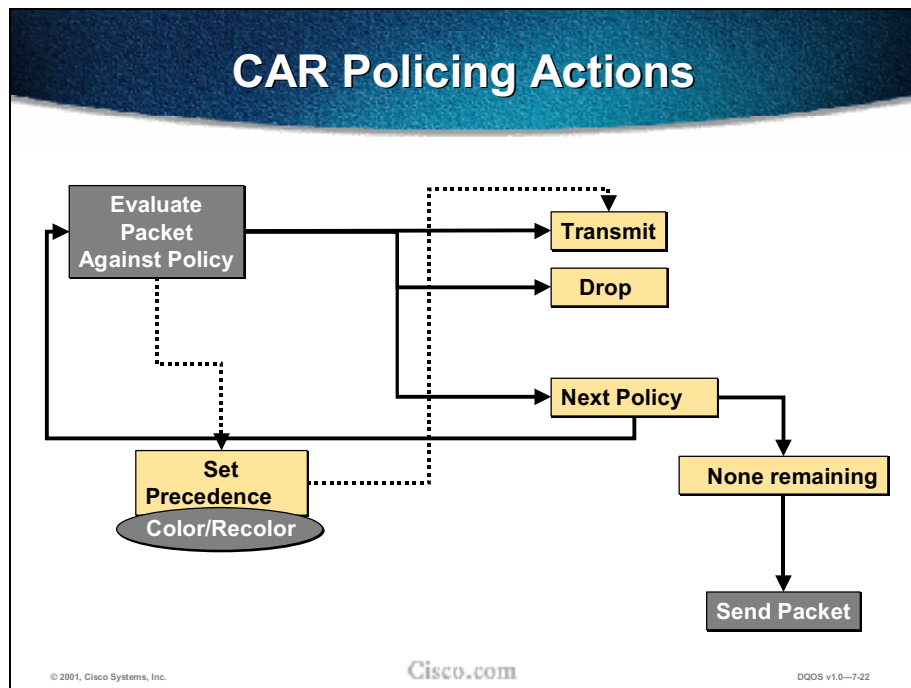 CAR Policing Actions
Evaluate
Packet
Against Policy
Transmit
Drop
Next Policy
Set
Precedence
Color/Recolor
None remaining
Send Packet
© 2001, Cisco Systems, Inc.
Cisco.com
DQOS v1.0—7-22